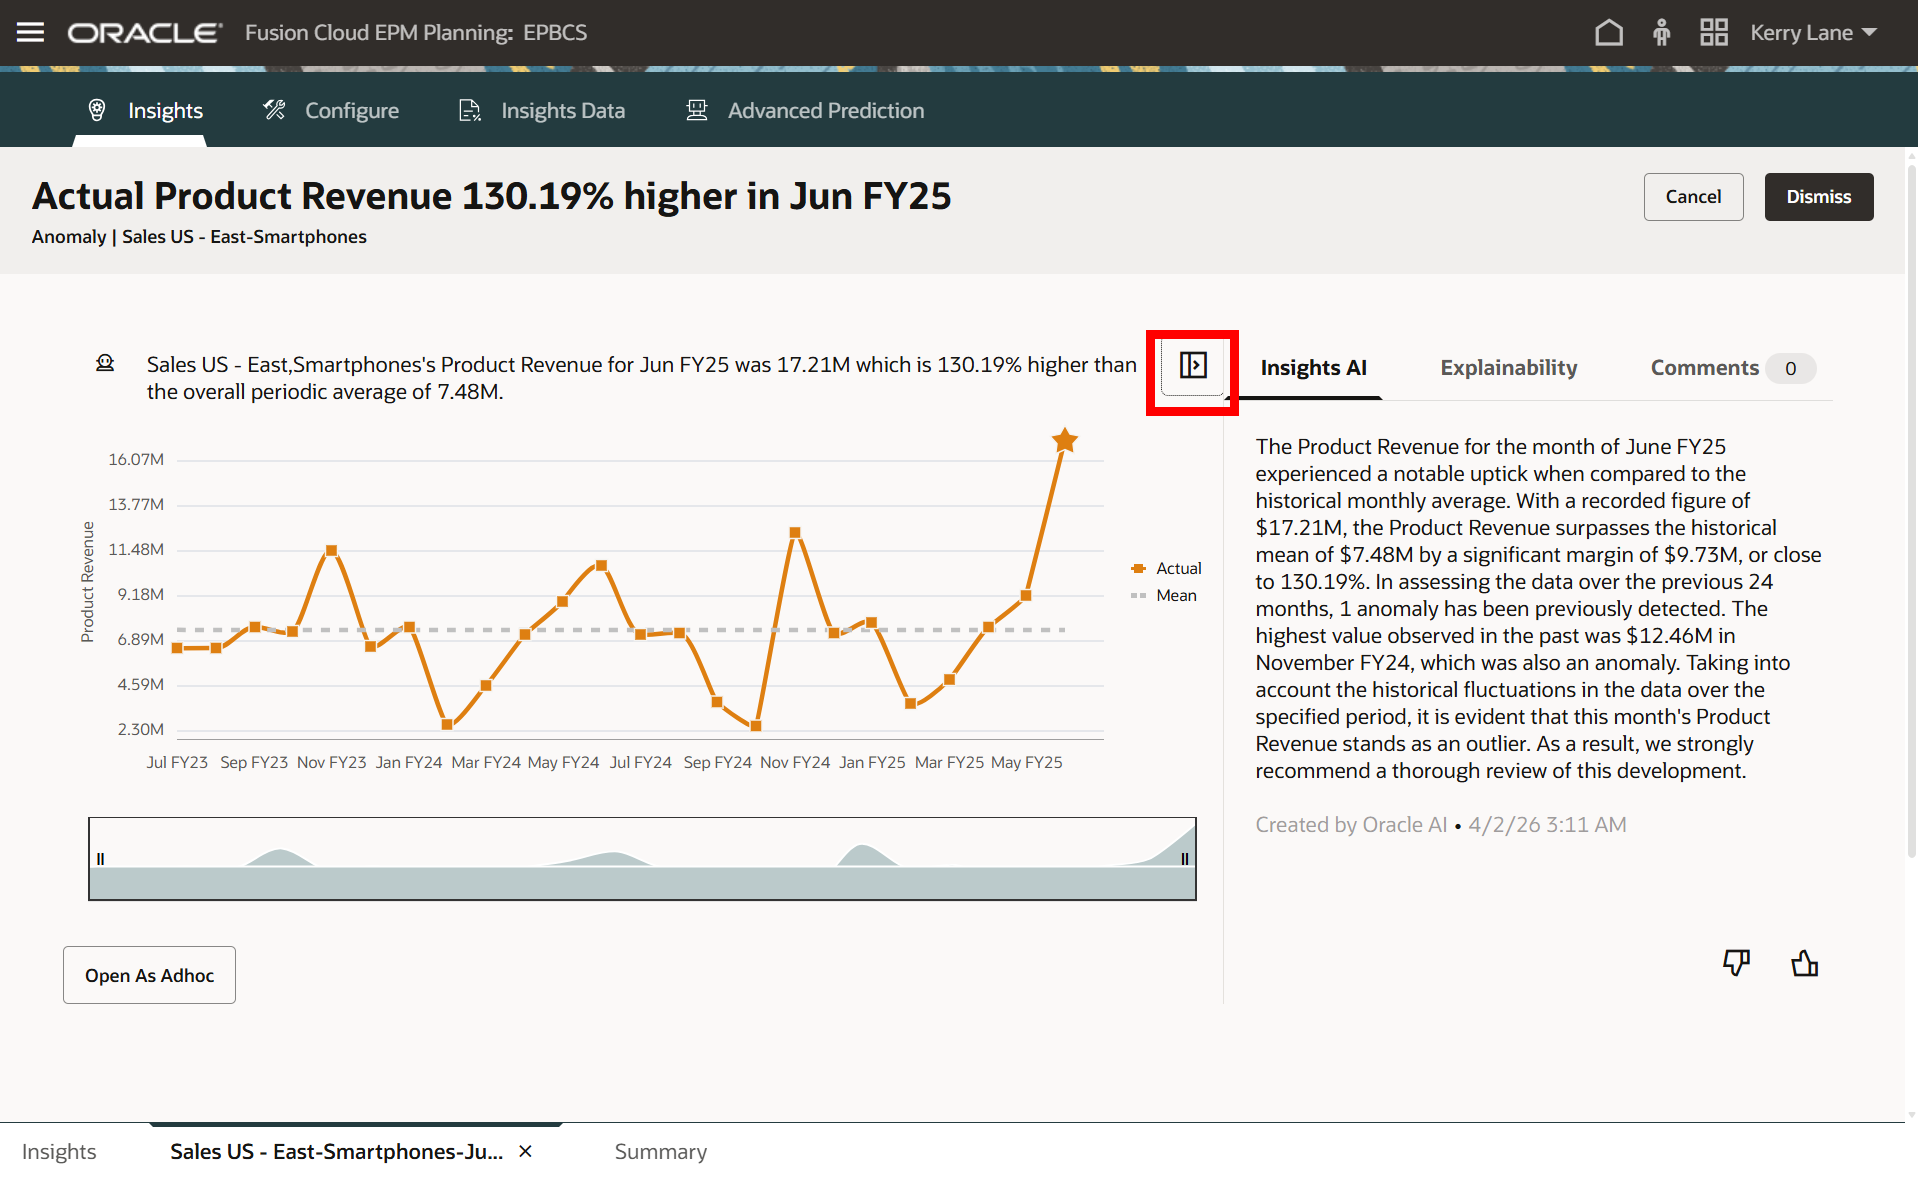 ORACLE Fusion Cloud EPM Planning: EPBCS
Kerry Lane
Insights
Configure
Insights Data
Advanced Prediction
Actual Product Revenue 130.19% higher in Jun FY25
Anomaly | Sales US - East-Smartphones
Cancel
Dismiss
Sales US - East,Smartphones's Product Revenue for Jun FY25 was 17.21M which is 130.19% higher than
the overall periodic average of 7.48M.
Product Revenue
16.07M
13.77M
11.48M
9.18M
6.89M
4.59M
2.30M
Jul FY23 Sep FY23 Nov FY23 Jan FY24 Mar FY24 May FY24 Jul FY24 Sep FY24 Nov FY24 Jan FY25 Mar FY25 May FY25
Actual
Mean
Open As Adhoc
Insights AI
Explainability
Comments 0
The Product Revenue for the month of June FY25
experienced a notable uptick when compared to the
historical monthly average. With a recorded figure of
$17.21M, the Product Revenue surpasses the historical
mean of $7.48M by a significant margin of $9.73M, or close
to 130.19%. In assessing the data over the previous 24
months, 1 anomaly has been previously detected. The
highest value observed in the past was $12.46M in
November FY24, which was also an anomaly. Taking into
account the historical fluctuations in the data over the
specified period, it is evident that this month's Product
Revenue stands as an outlier. As a result, we strongly
recommend a thorough review of this development.
Created by Oracle AI • 4/2/26 3:11 AM
Insights
Sales US - East-Smartphones-Ju...
Summary